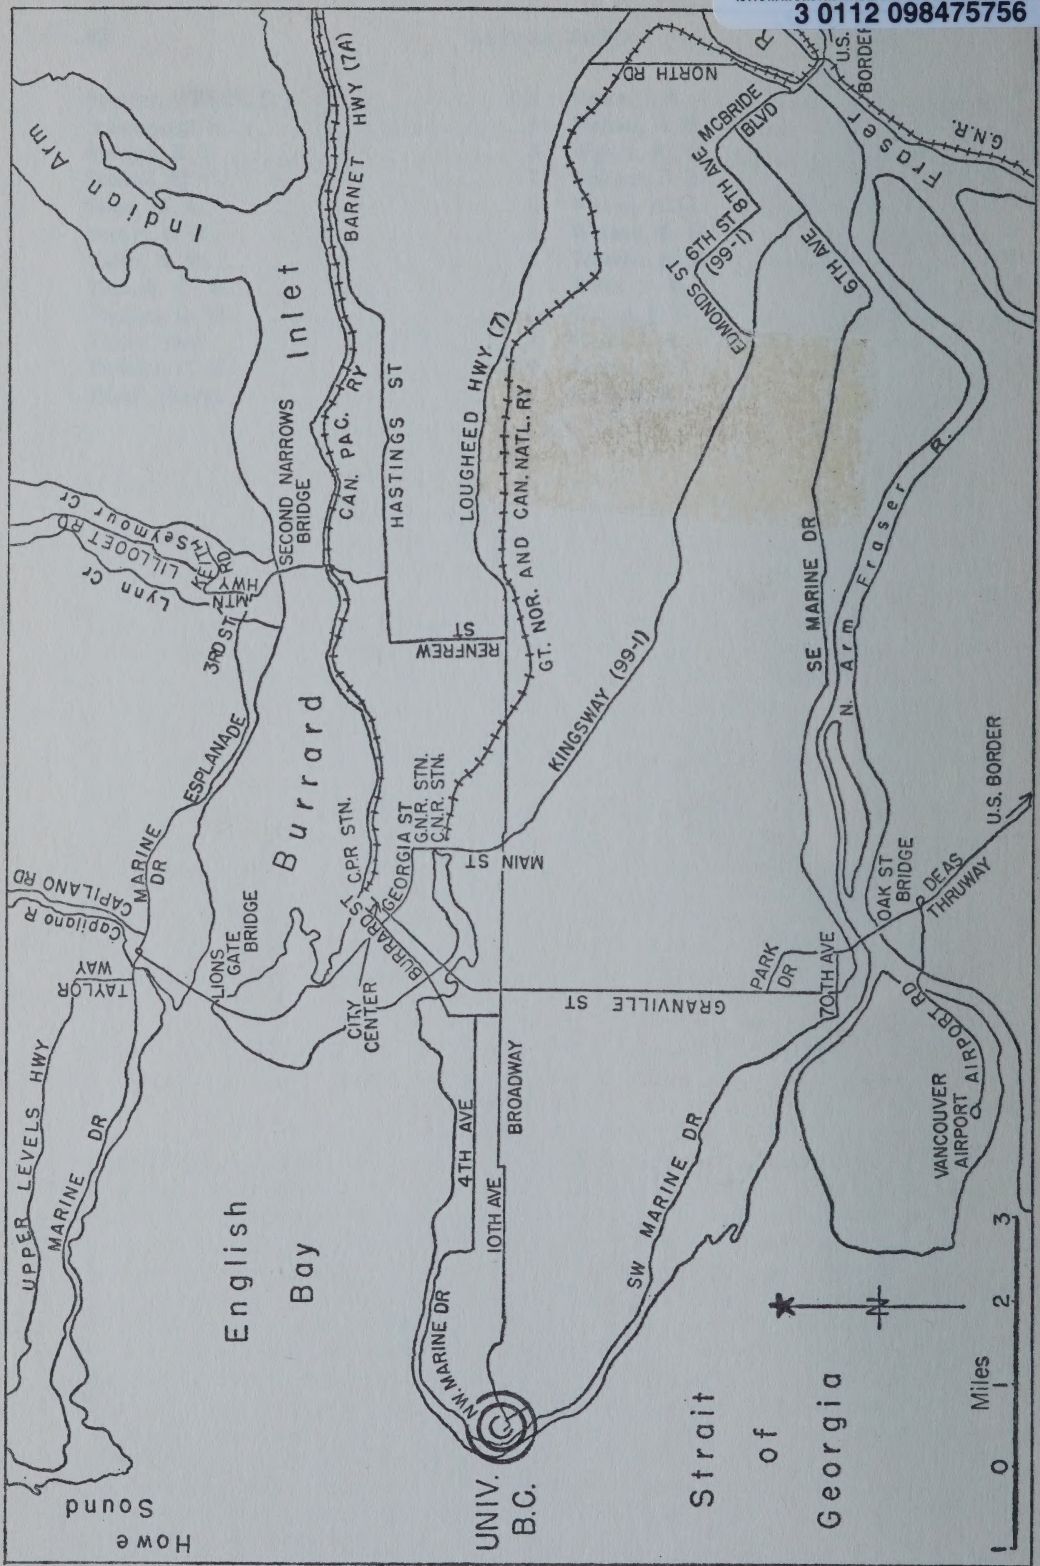 3 0112 098475756
Howe
Sound
UPPER LEVELS HWY
MARINE DR
TAYLOR
WAY
Capilano R
CAPILANO RD
MARINE
DR
ESPLANADE
3RD ST
Lynn Cr
LILLOOET RD
Seymour Cr
KEITH
RD
MTN
HWY
Indian Arm
English
Bay
LIONS
GATE
BRIDGE
Burrard
Inlet
SECOND NARROWS
BRIDGE
CAN. PAC. RY
BARNET HWY (7A)
HASTINGS ST
CITY
CENTER
BURRARD ST
BURRARD
C.P.R STN.
GEORGIA ST
G.N.R. STN.
C.N.R. STN.
RENFREW
ST
LOUGHEED HWY (7)
GT. NOR. AND CAN. NATL. RY
NORTH RD
UNIV.
B.C.
N.W. MARINE DR
4TH AVE
10TH AVE
BROADWAY
MAIN ST
KINGSWAY (99-1)
EDMONDS ST
6TH ST
(99-1)
8TH AVE
MCBRIDE
BLVD
6TH AVE
R
U.S.
BORDER
G.N.R.
Fraser
GRANVILLE ST
PARK
DR
70TH AVE
SW MARINE DR
SE MARINE DR
N. Arm Fraser R.
OAK ST
BRIDGE
DEAS
THRUWAY
U.S. BORDER
AIRPORT RD
VANCOUVER
AIRPORT
Strait
of
Georgia
N
Miles
1 0 1 2 3